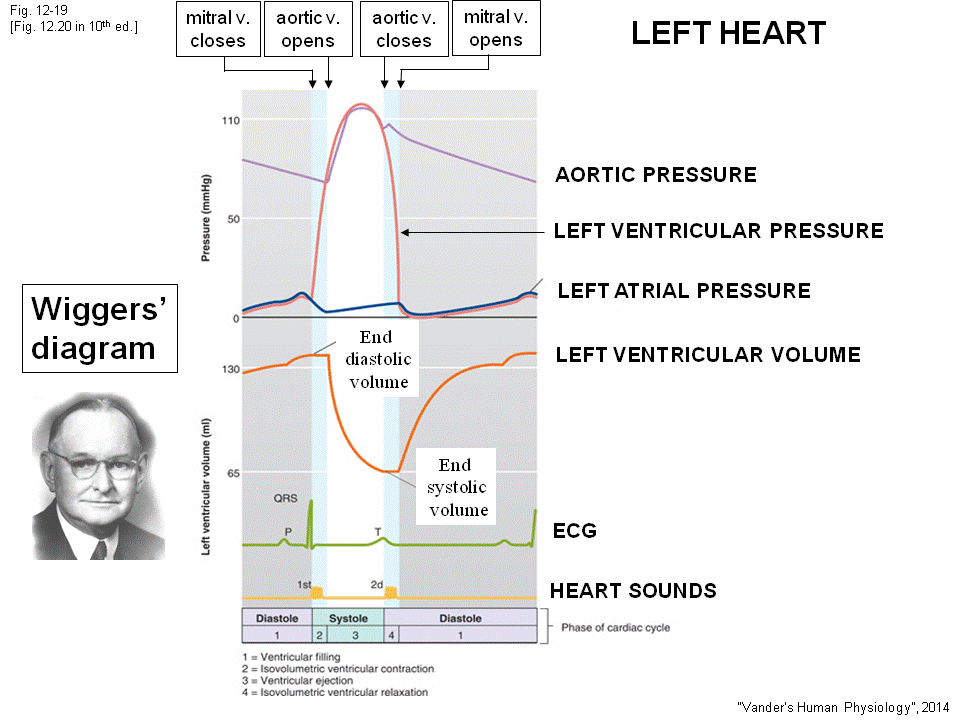 Fig. 12-19
[Fig. 12.20 in 10th ed.]
mitral v.
closes
aortic v.
opens
aortic v.
closes
mitral v.
opens
LEFT HEART
110
50
0
Pressure (mmHg)
AORTIC PRESSURE
LEFT VENTRICULAR PRESSURE
LEFT ATRIAL PRESSURE
Wiggers'
diagram
End
diastolic
volume
LEFT VENTRICULAR VOLUME
130
65
Left ventricular volume (ml)
End
systolic
volume
QRS
P
T
ECG
1st
2d
HEART SOUNDS
Diastole
Systole
Diastole
1
2
3
4
1
Phase of cardiac cycle
1 = Ventricular filling
2 = Isovolumetric ventricular contraction
3 = Ventricular ejection
4 = Isovolumetric ventricular relaxation
"Vander's Human Physiology", 2014